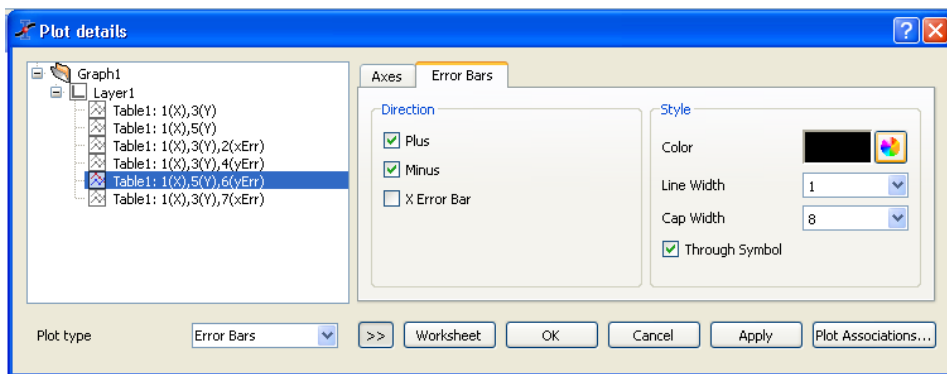 Plot details
Graph1
Layer1
Table1: 1(X),3(Y)
Table1: 1(X),5(Y)
Table1: 1(X),3(Y),2(xErr)
Table1: 1(X),3(Y),4(yErr)
Table1: 1(X),5(Y),6(yErr)
Table1: 1(X),3(Y),7(xErr)
Axes
Error Bars
Direction
Plus
Minus
X Error Bar
Style
Color
Line Width
1
Cap Width
8
Through Symbol
Plot type
Error Bars
>>
Worksheet
OK
Cancel
Apply
Plot Associations...